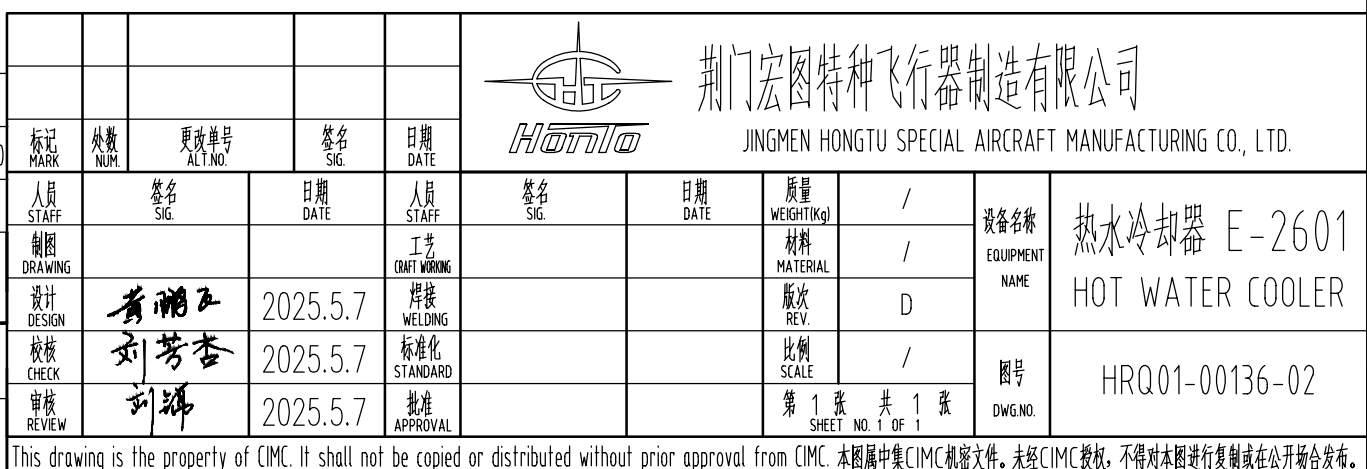 Honto
荆门宏图特种飞行器制造有限公司
JINGMEN HONGTU SPECIAL AIRCRAFT MANUFACTURING CO., LTD.
标记 处数 更改单号 签名 日期
MARK NUM. ALT.NO. SIG. DATE
人员 签名 日期 人员 签名 日期 质量 /
STAFF SIG. DATE STAFF SIG. DATE WEIGHT(Kg)
制图 工艺 材料 /
DRAWING CRAFT WORKING MATERIAL
设备名称 热水冷却器 E-2601
EQUIPMENT NAME HOT WATER COOLER
设计 2025.5.7 焊接 版次 D
DESIGN WELDING REV.
校核 刘芳杏 2025.5.7 标准化 比例 /
CHECK STANDARD SCALE
图号 HRQ01-00136-02
DWG.NO.
审核 2025.5.7 批准 第 1 张 共 1 张
REVIEW APPROVAL SHEET NO. 1 OF 1
This drawing is the property of CIMC. It shall not be copied or distributed without prior approval from CIMC. 本图属中集CIMC机密文件。未经CIMC授权，不得对本图进行复制或在公开场合发布。